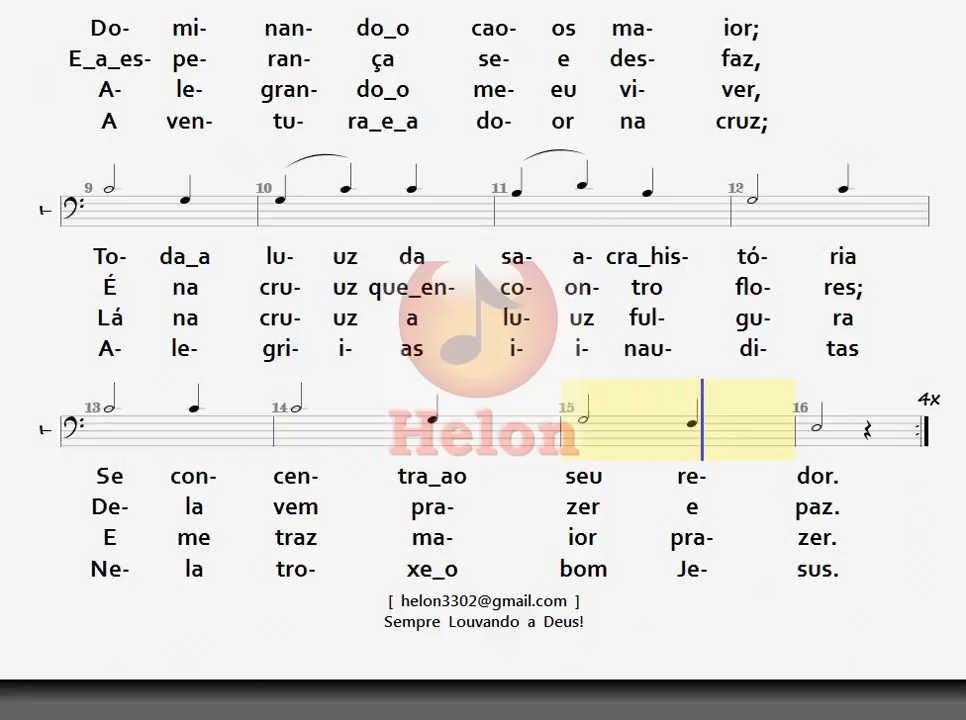 Do- mi- nan- do_o cao- os ma- ior;
E_a_es- pe- ran- ça se- e des- faz,
A- le- gran- do_o me- eu vi- ver,
A ven- tu- ra_e_a do- or na cruz;
9 10 11 12
T
To- da_a lu- uz da sa- a- cra_his- tó- ria
É na cru- uz que_en- co- on- tro flo- res;
Lá na cru- uz a lu- uz ful- gu- ra
A- le- gri- i- as i- i- nau- di- tas
13 14 15 16 4x
T
Helon
Se con- cen- tra_ao seu re- dor.
De- la vem pra- zer e paz.
E me traz ma- ior pra- zer.
Ne- la tro- xe_o bom Je- sus.
[ helon3302@gmail.com ]
Sempre Louvando a Deus!